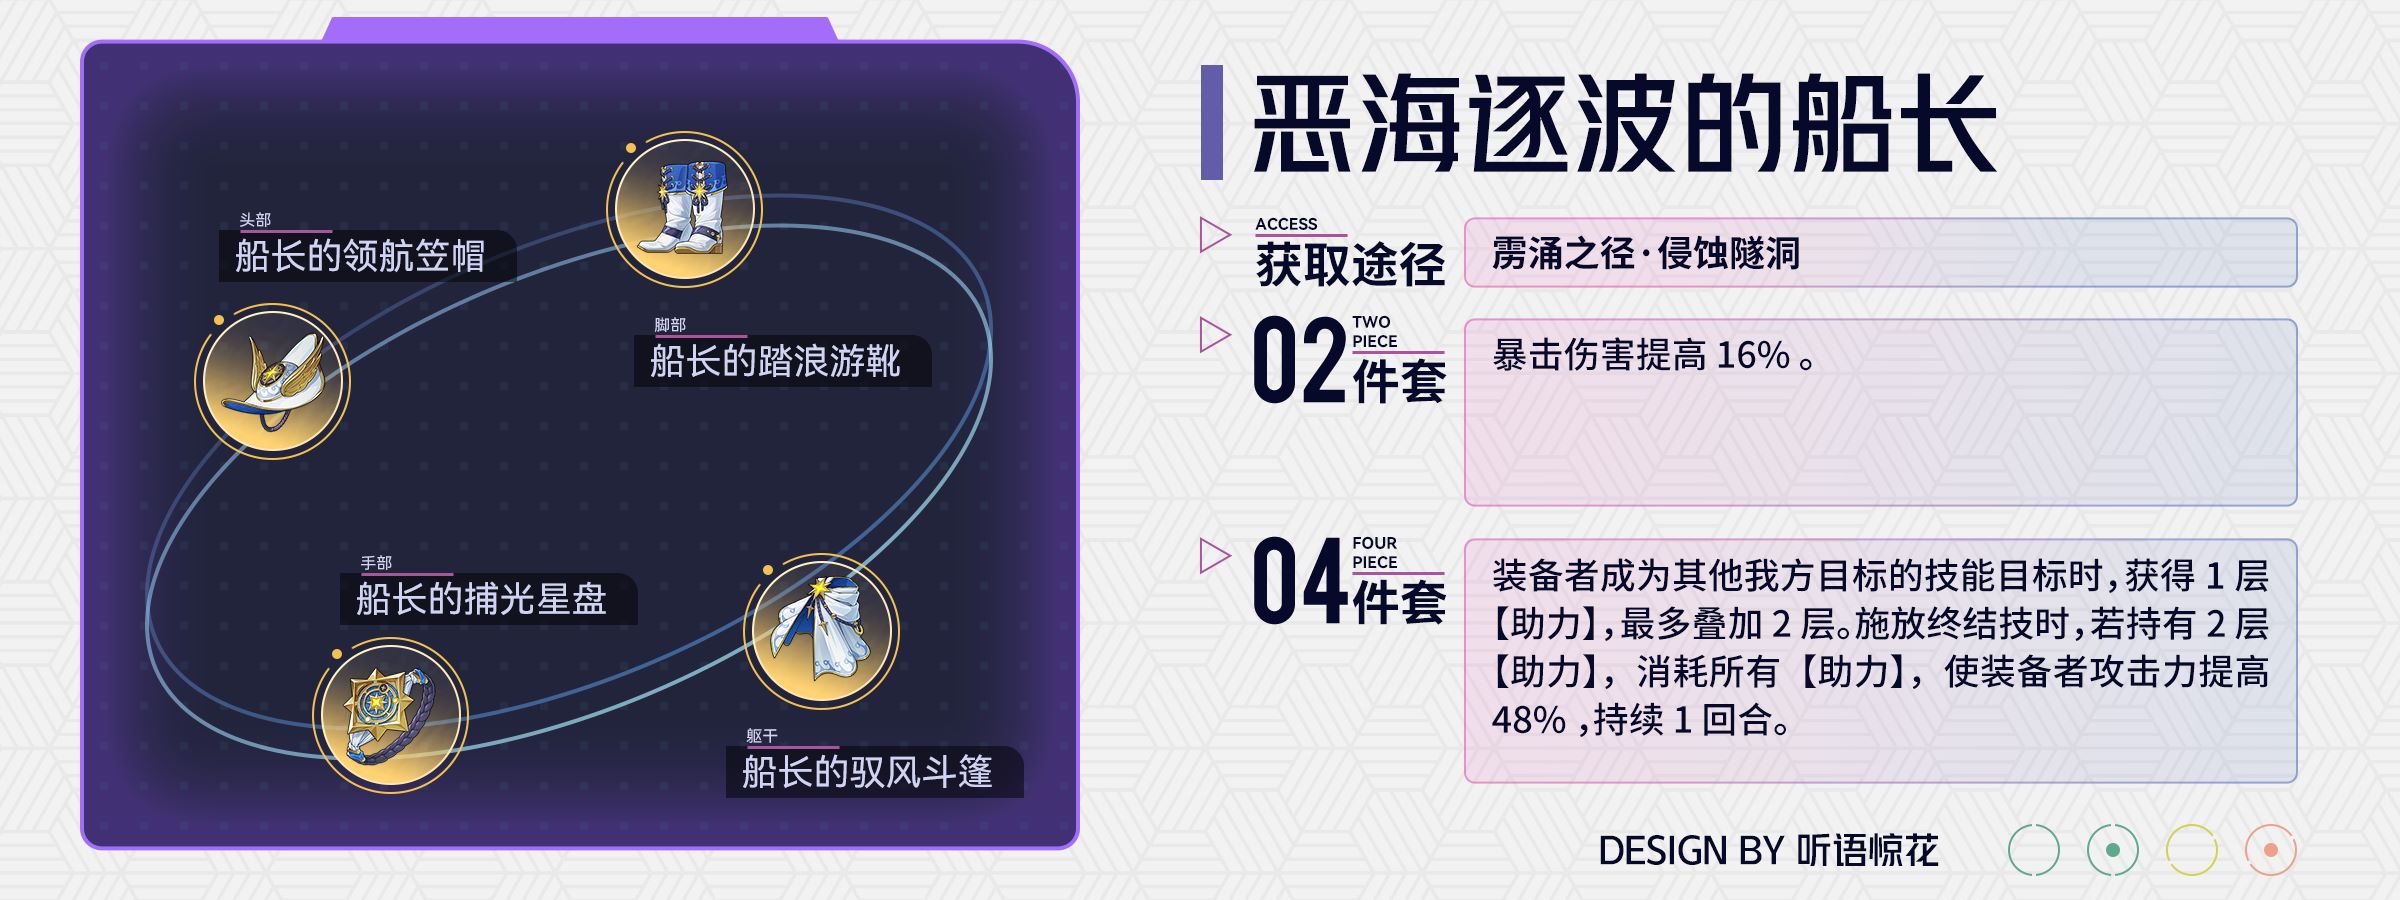 头部
船长的领航笠帽
脚部
船长的踏浪游靴
手部
船长的捕光星盘
躯干
船长的驭风斗篷
恶海逐波的船长
ACCESS
获取途径
雳涌之径·侵蚀隧洞
02
TWO
PIECE
件套
暴击伤害提高 16% 。
04
FOUR
PIECE
件套
装备者成为其他我方目标的技能目标时,获得 1 层
【助力】,最多叠加 2 层。施放终结技时,若持有 2 层
【助力】，消耗所有【助力】，使装备者攻击力提高
48% ,持续 1 回合。
DESIGN BY 听语惊花